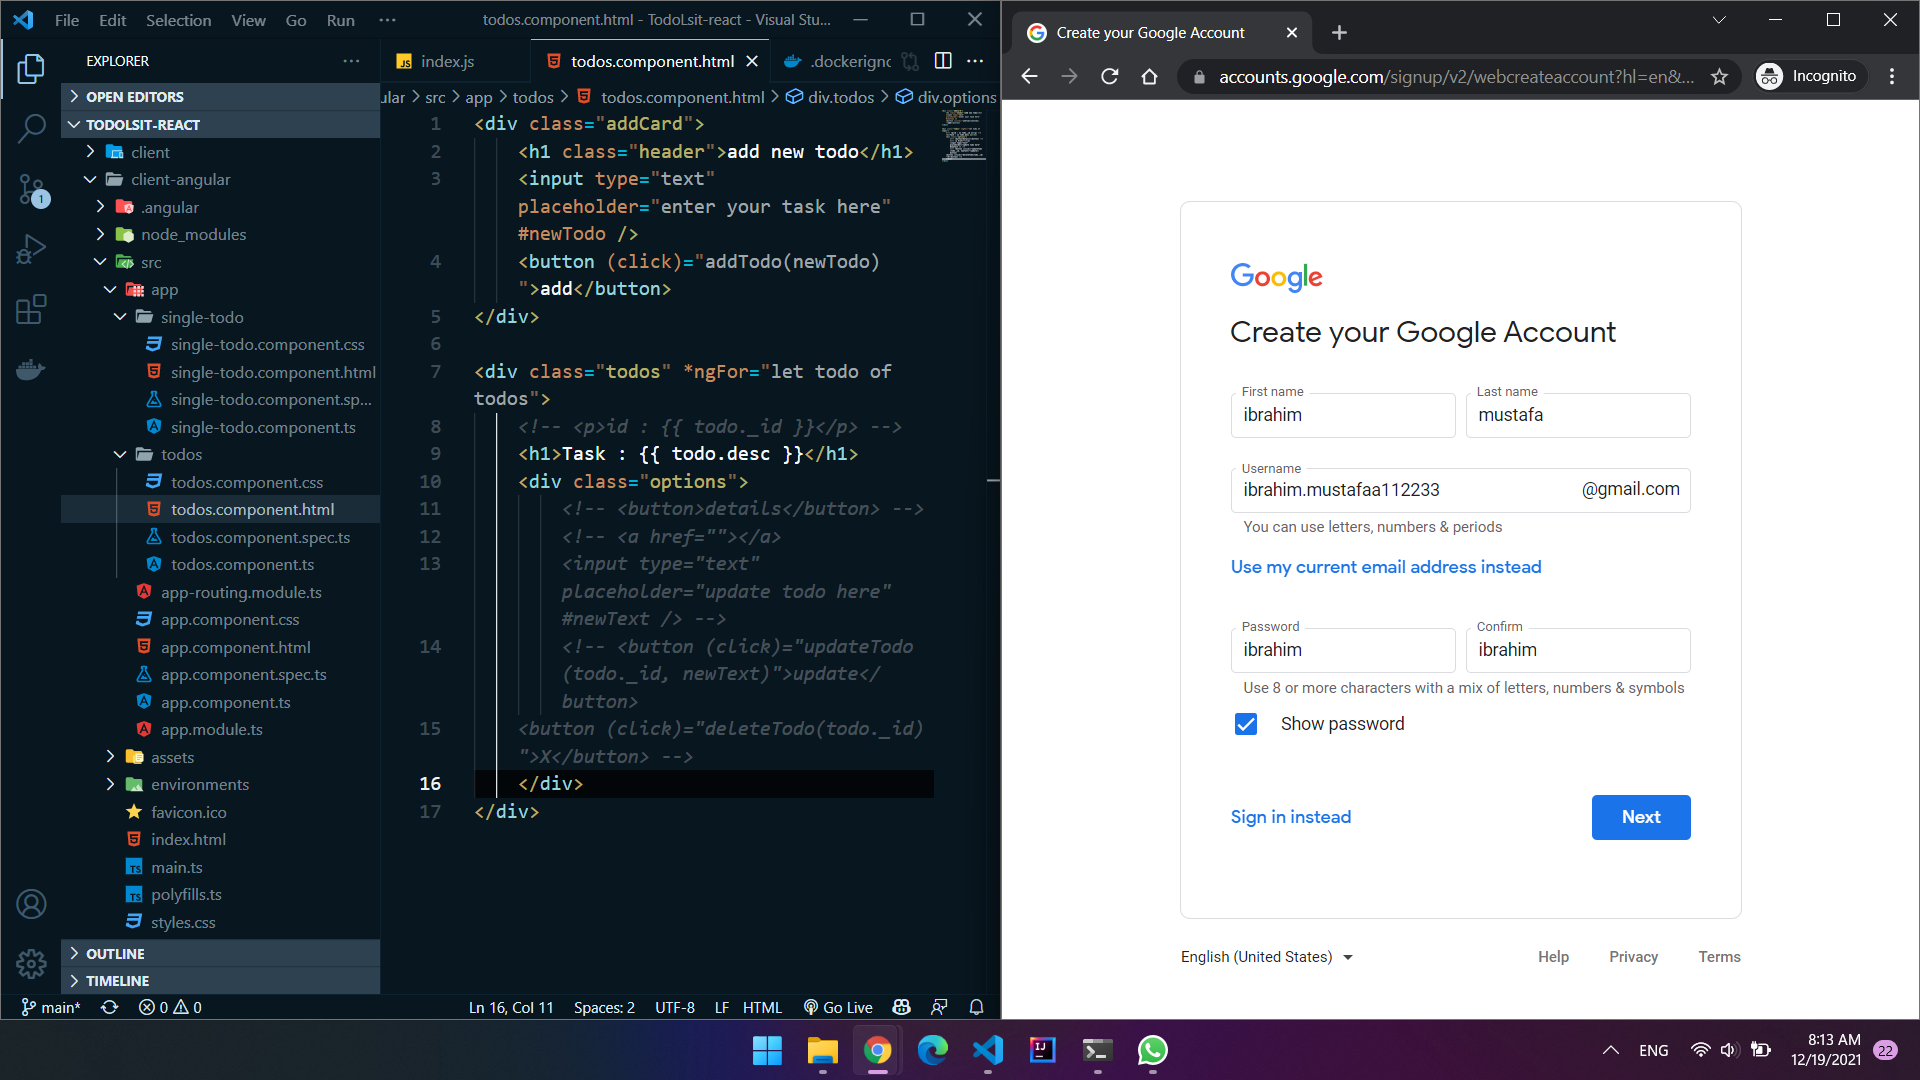 File Edit Selection View Go Run ···
todos.component.html - TodoLsit-react - Visual Stu...
EXPLORER
OPEN EDITORS
TODOLSIT-REACT
client
client-angular
.angular
node_modules
src
app
single-todo
single-todo.component.css
single-todo.component.html
single-todo.component.sp...
single-todo.component.ts
todos
todos.component.css
todos.component.html
todos.component.spec.ts
todos.component.ts
app-routing.module.ts
app.component.css
app.component.html
app.component.spec.ts
app.component.ts
app.module.ts
assets
environments
favicon.ico
index.html
main.ts
polyfills.ts
styles.css
OUTLINE
TIMELINE
1
JS index.js
todos.component.html
.dockerignc
ular > src > app > todos > todos.component.html > div.todos > div.options
1 <div class="addCard">
2 <h1 class="header">add new todo</h1>
3 <input type="text"
placeholder="enter your task here"
#newTodo />
4 <button (click)="addTodo(newTodo)
">add</button>
5 </div>
6
7 <div class="todos" *ngFor="let todo of
todos">
8 <!-- <p>id : {{ todo._id }}</p> -->
9 <h1>Task : {{ todo.desc }}</h1>
10 <div class="options">
11 <!-- <button>details</button> -->
12 <!-- <a href=""></a>
13 <input type="text"
placeholder="update todo here"
#newText /> -->
14 <!-- <button (click)="updateTodo
(todo._id, newText)">update</
button>
15 <button (click)="deleteTodo(todo._id)
">X</button> -->
16 </div>
17 </div>
main* 0 0
Ln 16, Col 11 Spaces: 2 UTF-8 LF HTML Go Live
Create your Google Account
accounts.google.com/signup/v2/webcreateaccount?hl=en&...
Incognito
Google
Create your Google Account
First name
ibrahim
Last name
mustafa
Username
ibrahim.mustafaa112233 @gmail.com
You can use letters, numbers & periods
Use my current email address instead
Password
ibrahim
Confirm
ibrahim
Use 8 or more characters with a mix of letters, numbers & symbols
Show password
Sign in instead
Next
English (United States)
Help Privacy Terms
IJ
ENG
8:13 AM
12/19/2021
22